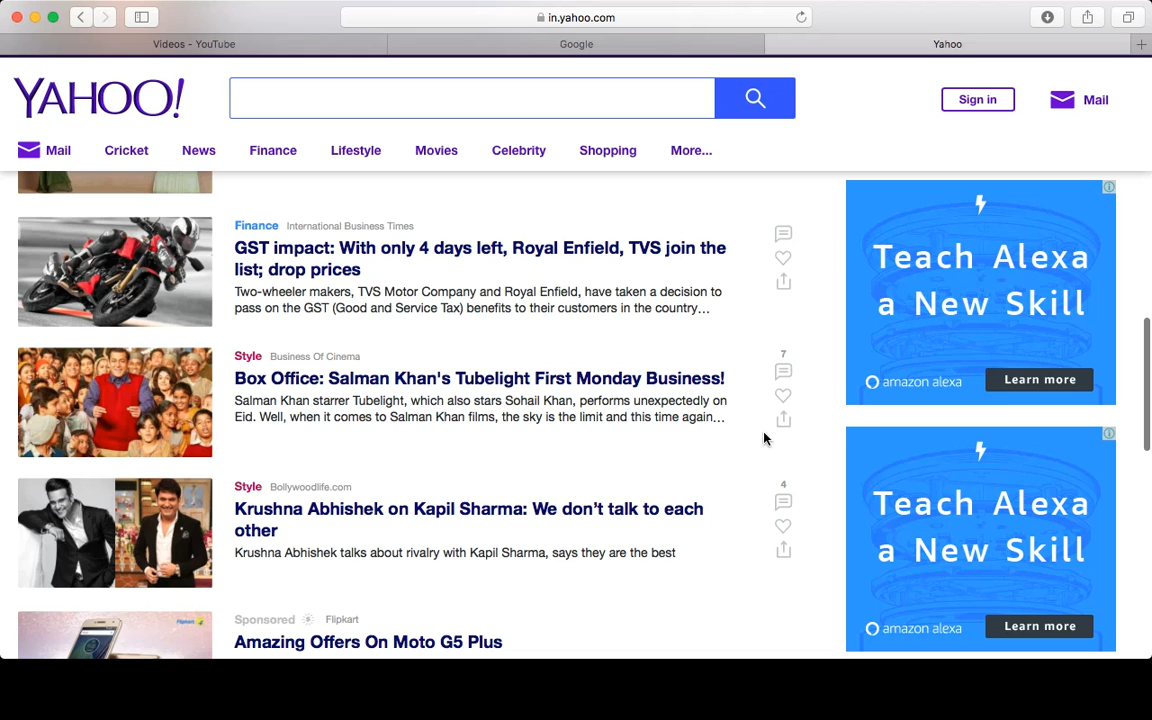 in.yahoo.com
Videos - YouTube
Google
Yahoo
YAHOO!
Sign in
Mail
Mail
Cricket
News
Finance
Lifestyle
Movies
Celebrity
Shopping
More...
Finance International Business Times
GST impact: With only 4 days left, Royal Enfield, TVS join the
list; drop prices
Two-wheeler makers, TVS Motor Company and Royal Enfield, have taken a decision to
pass on the GST (Good and Service Tax) benefits to their customers in the country...
Style Business Of Cinema
7
Box Office: Salman Khan's Tubelight First Monday Business!
Salman Khan starrer Tubelight, which also stars Sohail Khan, performs unexpectedly on
Eid. Well, when it comes to Salman Khan films, the sky is the limit and this time again...
Style Bollywoodlife.com
4
Krushna Abhishek on Kapil Sharma: We don’t talk to each
other
Krushna Abhishek talks about rivalry with Kapil Sharma, says they are the best
Sponsored Flipkart
Flipkart
Amazing Offers On Moto G5 Plus
Teach Alexa
a New Skill
amazon alexa
Learn more
Teach Alexa
a New Skill
amazon alexa
Learn more